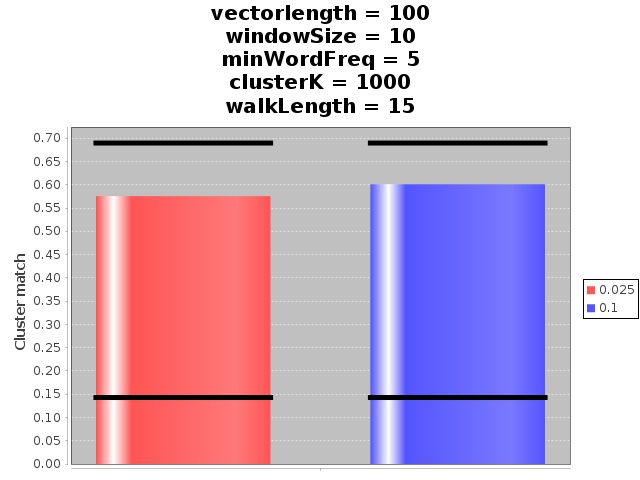 vectorlength = 100
windowSize = 10
minWordFreq = 5
clusterK = 1000
walkLength = 15
0.70
0.65
0.60
0.55
0.50
0.45
0.40
0.35
0.30
0.25
0.20
0.15
0.10
0.05
0.00
Cluster match
0.025
0.1